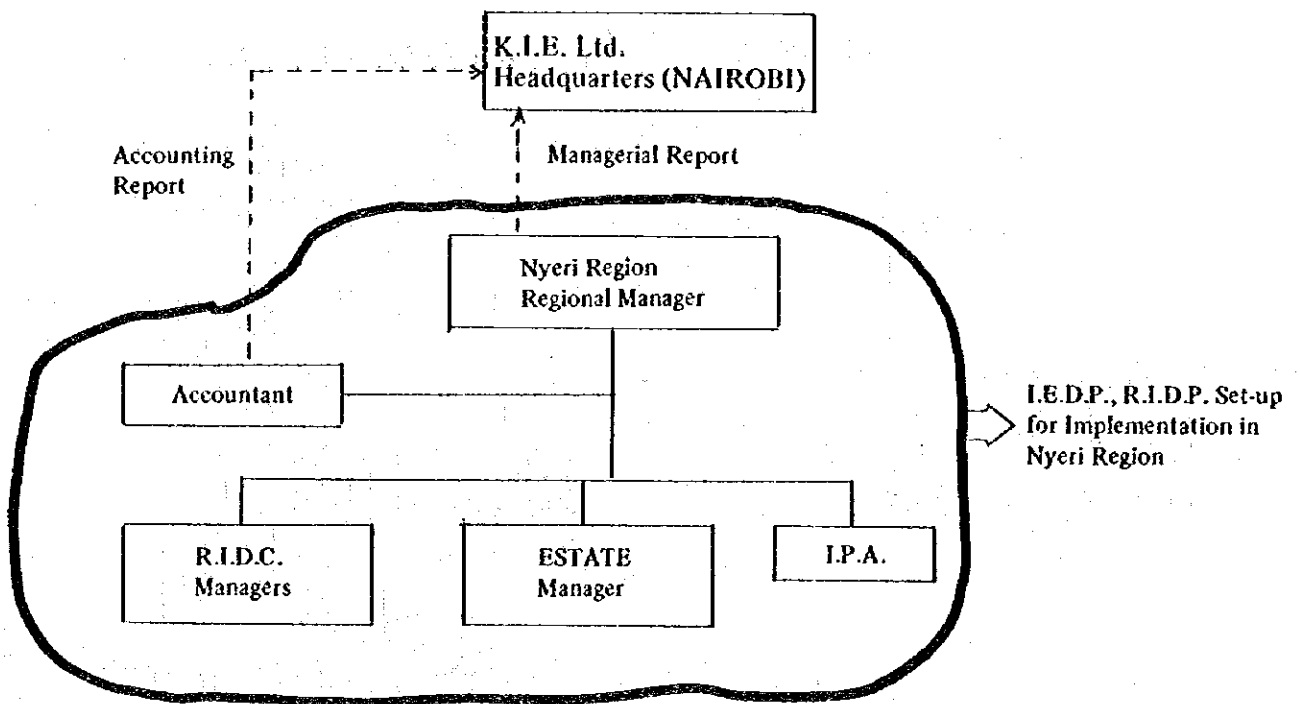 K.I.E. Ltd.
Headquarters (NAIROBI)
Accounting
Report
Managerial Report
Nyeri Region
Regional Manager
Accountant
I.E.D.P., R.I.D.P. Set-up
for Implementation in
Nyeri Region
R.I.D.C.
Managers
ESTATE
Manager
I.P.A.